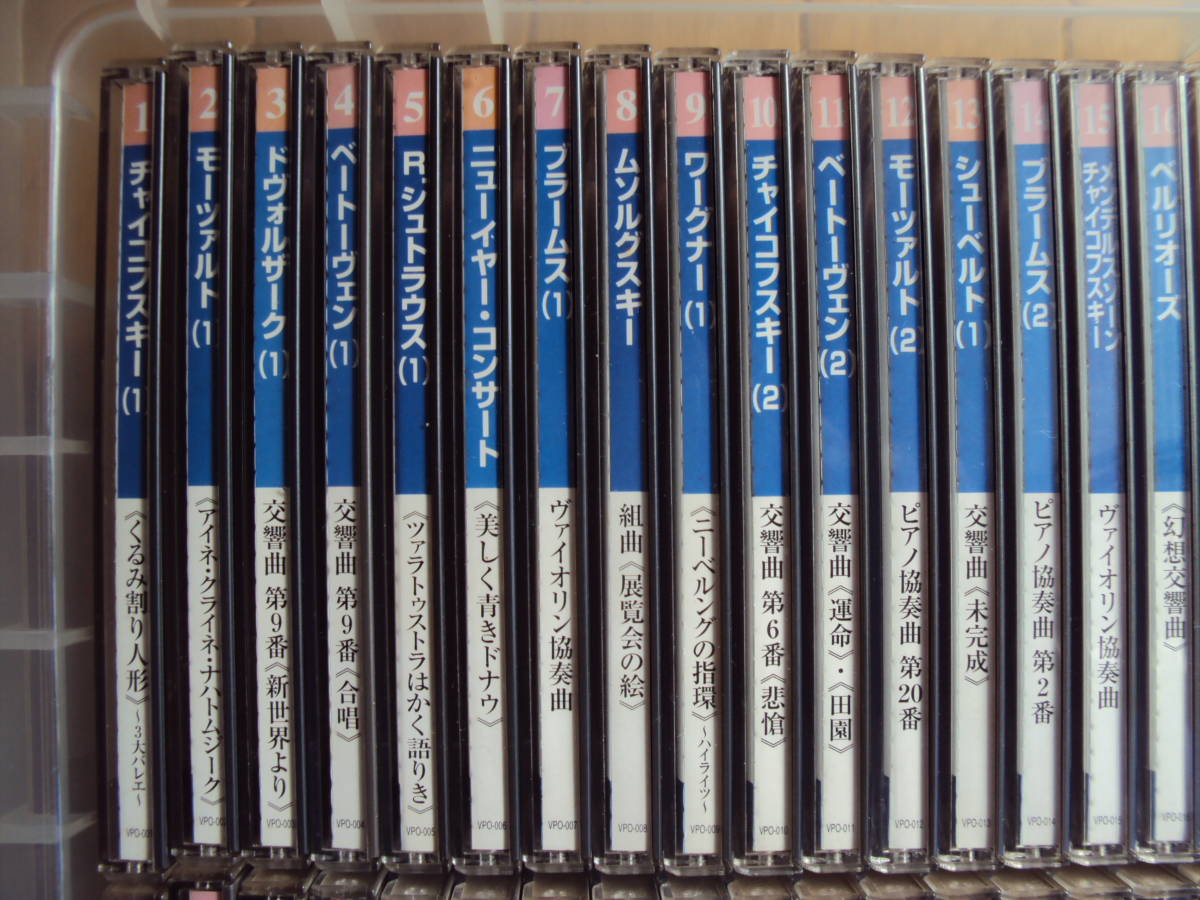 1
チャイコフスキー(1)
《くるみ割り人形》~3大バレエ~
VPO-001
2
モーツァルト(1)
《アイネ・クライネ・ナハトムジーク》
VPO-002
3
ドヴォルザーク(1)
交響曲 第9番《新世界より》
VPO-003
4
ベートーヴェン(1)
交響曲 第9番《合唱》
VPO-004
5
R.シュトラウス(1)
《ツァラトゥストラはかく語りき》
VPO-005
6
ニューイヤー・コンサート
《美しく青きドナウ》
VPO-006
7
ブラームス(1)
ヴァイオリン協奏曲
VPO-007
8
ムソルグスキー
組曲《展覧会の絵》
VPO-008
9
ワーグナー(1)
《ニーベルングの指環》~ハイライツ~
VPO-009
10
チャイコフスキー(2)
交響曲 第6番《悲愴》
VPO-010
11
ベートーヴェン(2)
交響曲《運命》・《田園》
VPO-011
12
モーツァルト(2)
ピアノ協奏曲 第20番
VPO-012
13
シューベルト(1)
交響曲《未完成》
VPO-013
14
ブラームス(2)
ピアノ協奏曲 第2番
VPO-014
15
メンデルスゾーン
チャイコフスキー
ヴァイオリン協奏曲
VPO-015
16
ベルリオーズ
《幻想交響曲》
VPO-016